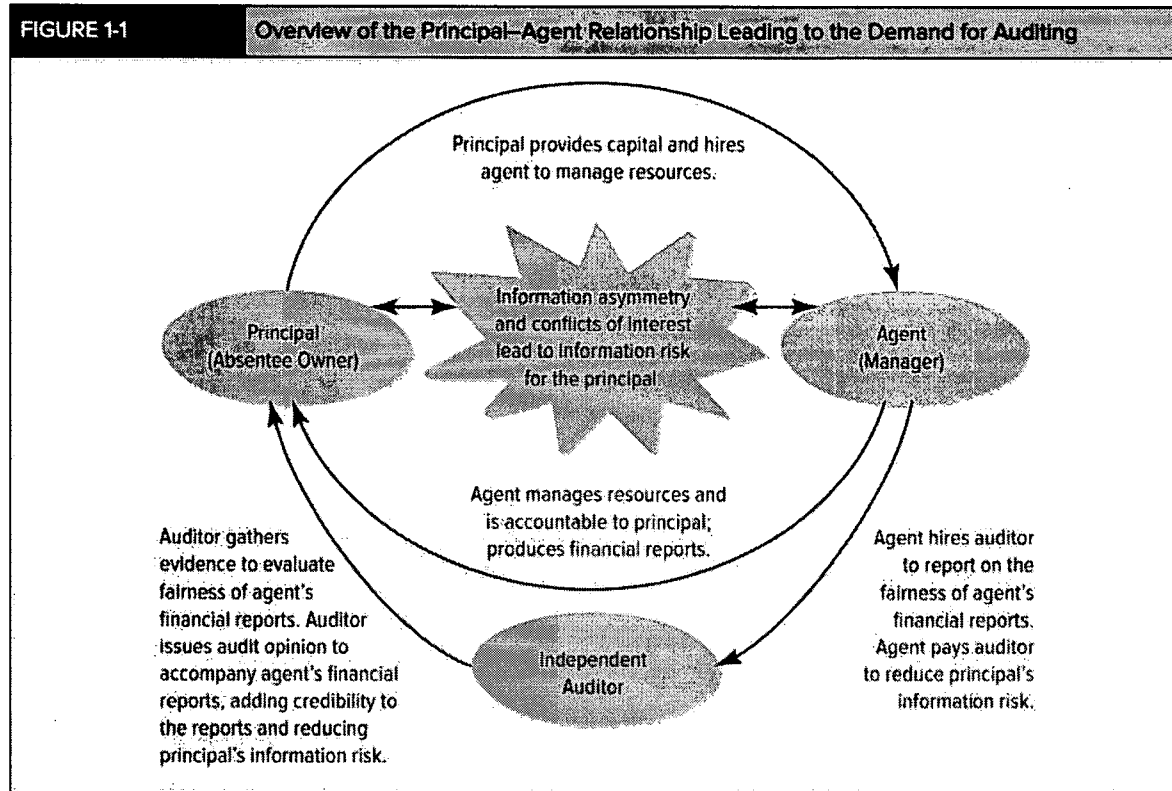 FIGURE 1-1
Overview of the Principal–Agent Relationship Leading to the Demand for Auditing
Principal provides capital and hires
agent to manage resources.
Information asymmetry
and conflicts of interest
lead to information risk
for the principal
Principal
(Absentee Owner)
Agent
(Manager)
Agent manages resources and
is accountable to principal;
produces financial reports.
Auditor gathers
evidence to evaluate
fairness of agent's
financial reports. Auditor
issues audit opinion to
accompany agent's financial
reports, adding credibility to
the reports and reducing
principal's information risk.
Agent hires auditor
to report on the
fairness of agent's
financial reports.
Agent pays auditor
to reduce principal's
information risk.
Independent
Auditor